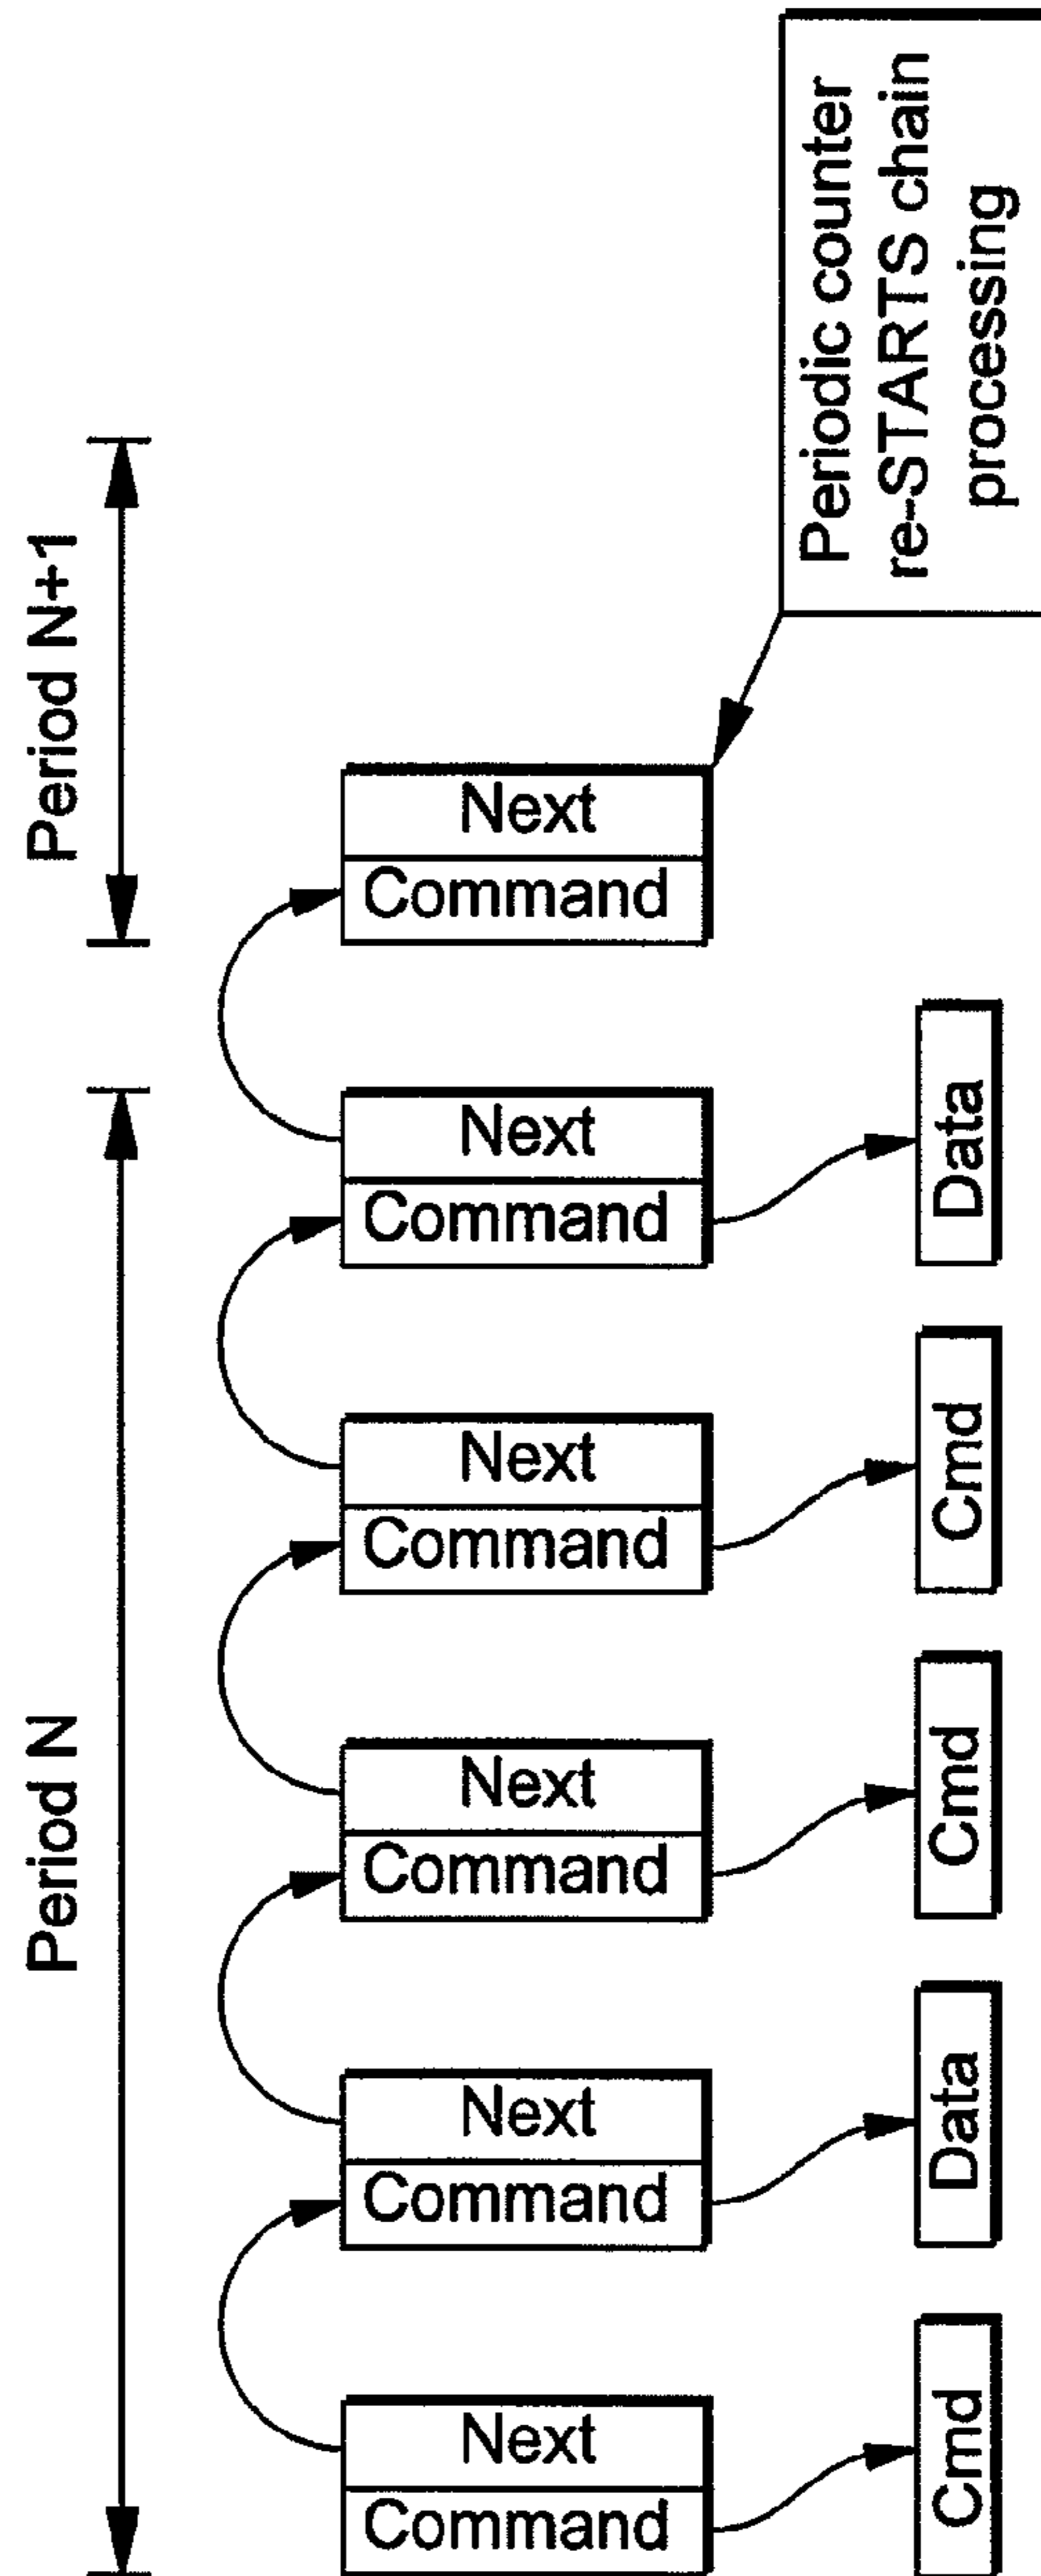 Period N
Period N+1
Command
Next
Command
Next
Command
Next
Command
Next
Command
Next
Command
Next
Cmd
Data
Cmd
Cmd
Data
Periodic counter
re-STARTS chain
processing